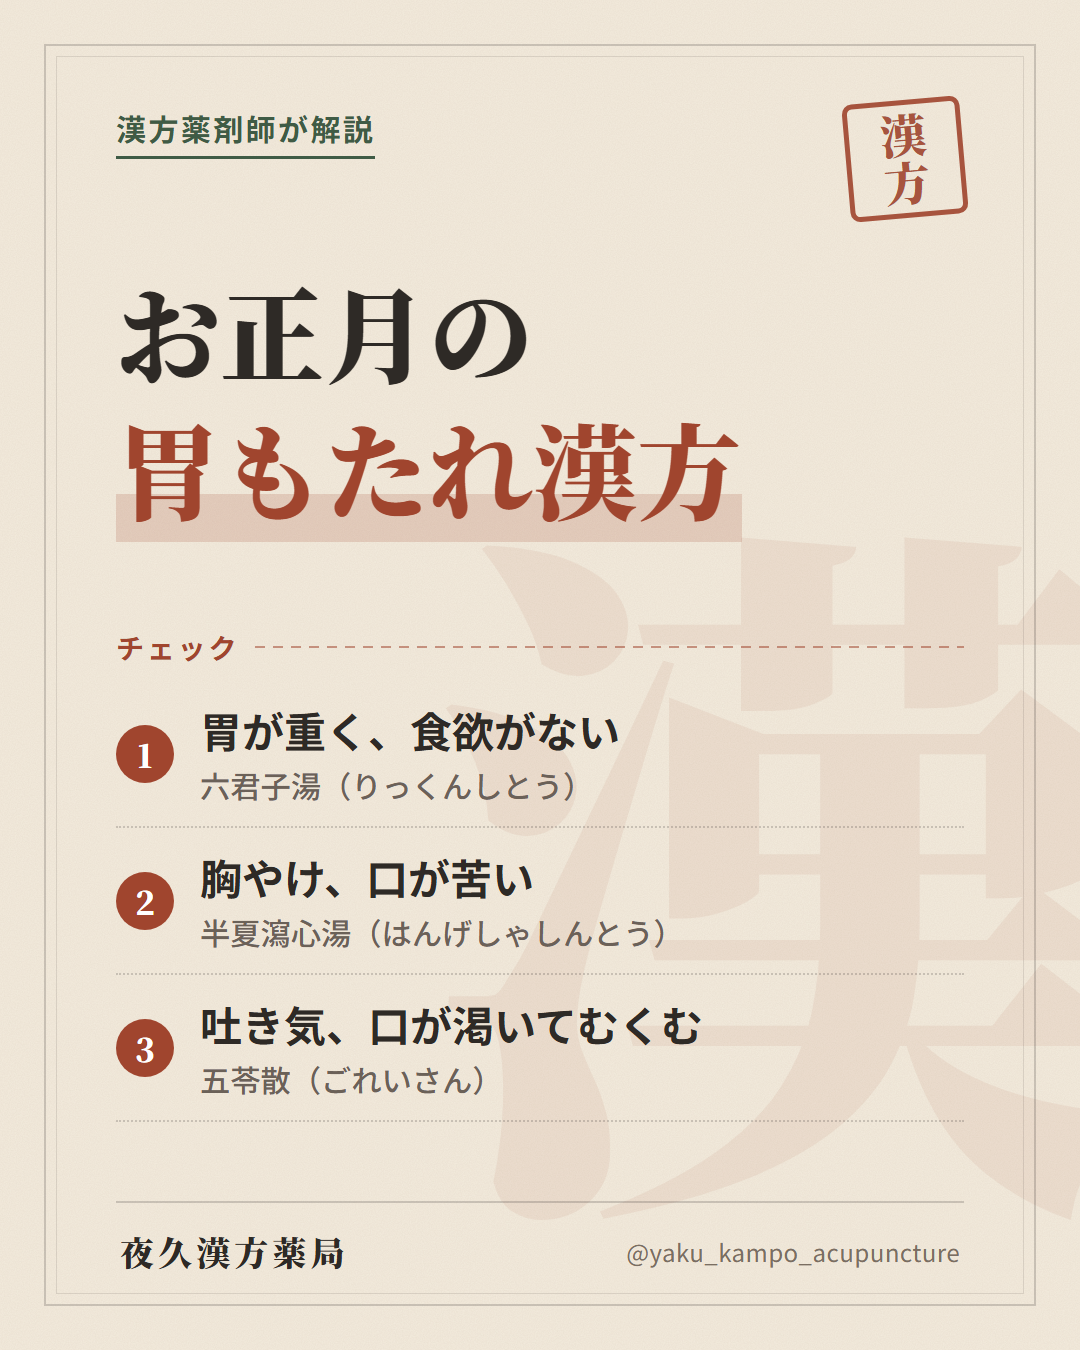 漢方薬剤師が解説
漢方
お正月の
胃もたれ漢方
チェック
1
胃が重く、食欲がない
六君子湯（りっくんしとう）
2
胸やけ、口が苦い
半夏瀉心湯（はんげしゃしんとう）
3
吐き気、口が渇いてむくむ
五苓散（ごれいさん）
漢
夜久漢方薬局
@yaku_kampo_acupuncture